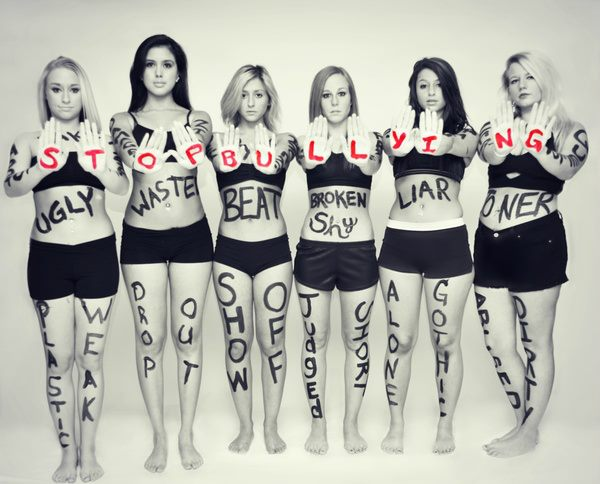 STOP BULLYING
UGLY
WASTE
BEAT
BROKEN
Shy
LIAR
LONER
PLASTIC
WEAK
DROP
OUT
SHOW
OFF
Judged
SHORT
ALONE
GOTHIC